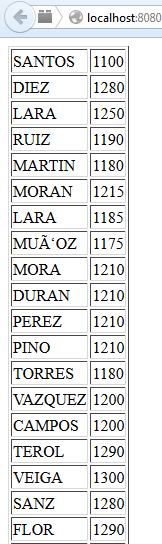 localhost:8080
SANTOS 1100
DIEZ 1280
LARA 1250
RUIZ 1190
MARTIN 1180
MORAN 1215
LARA 1185
MUÃ‘OZ 1175
MORA 1210
DURAN 1210
PEREZ 1210
PINO 1210
TORRES 1180
VAZQUEZ 1200
CAMPOS 1200
TEROL 1290
VEIGA 1300
SANZ 1280
FLOR 1290